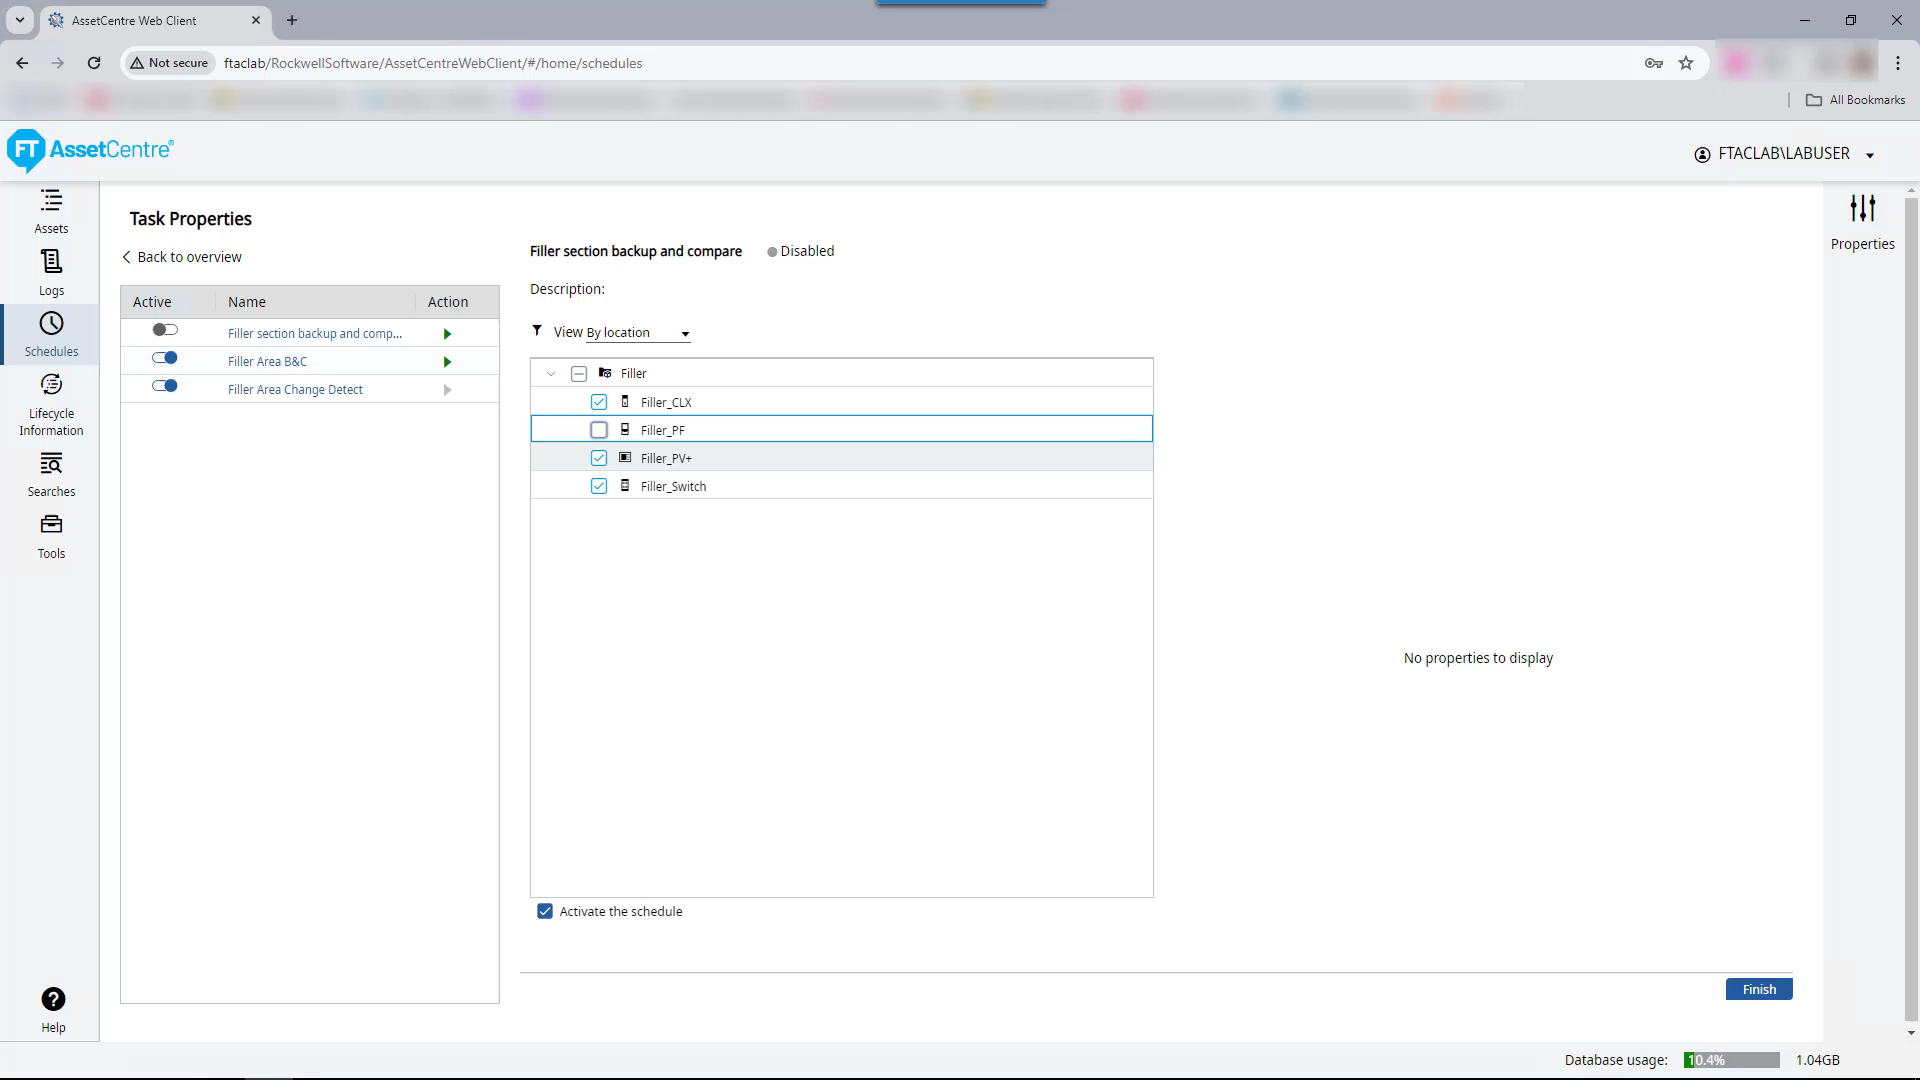 AssetCentre Web Client
Not secure
ftaclab/RockwellSoftware/AssetCentreWebClient/#/home/schedules
All Bookmarks
FT AssetCentre®
FTACLAB\LABUSER
Assets
Logs
Schedules
Lifecycle
Information
Searches
Tools
Help
Task Properties
Back to overview
Active Name Action
Filler section backup and comp...
Filler Area B&C
Filler Area Change Detect
Filler section backup and compare Disabled
Description:
View By location
Filler
Filler_CLX
Filler_PF
Filler_PV+
Filler_Switch
Activate the schedule
No properties to display
Finish
Properties
Database usage: 10.4% 1.04GB